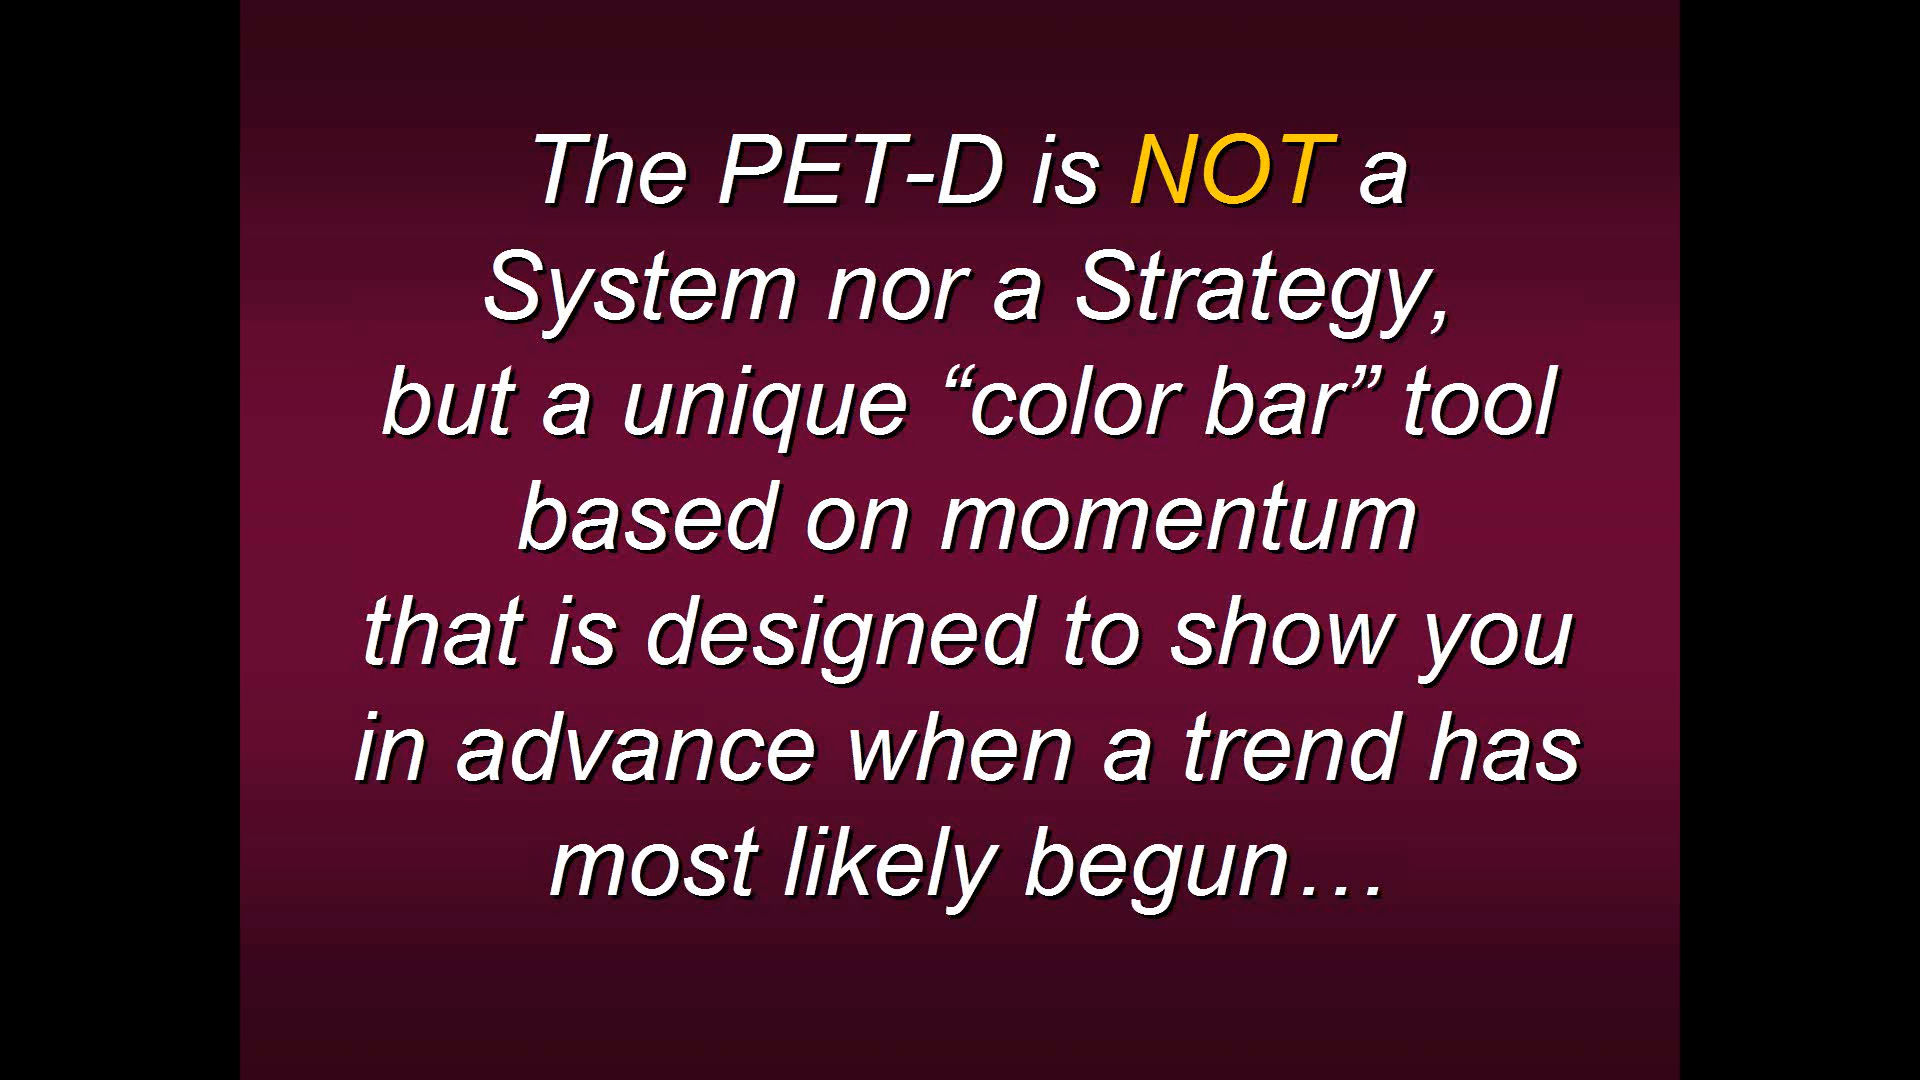 The PET-D is NOT a
System nor a Strategy,
but a unique “color bar” tool
based on momentum
that is designed to show you
in advance when a trend has
most likely begun…